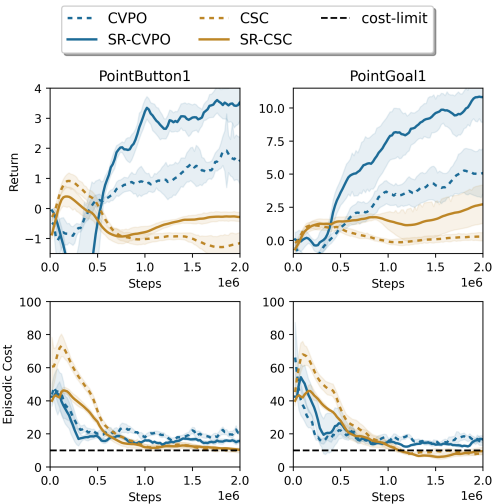 CVPO CSC cost-limit
SR-CVPO SR-CSC
PointButton1 PointGoal1
Return
4
3
2
1
0
−1
0.0 0.5 1.0 1.5 2.0
Steps 1e6
10.0
7.5
5.0
2.5
0.0
0.0 0.5 1.0 1.5 2.0
Steps 1e6
Episodic Cost
100
80
60
40
20
0
0.0 0.5 1.0 1.5 2.0
Steps 1e6
100
80
60
40
20
0
0.0 0.5 1.0 1.5 2.0
Steps 1e6